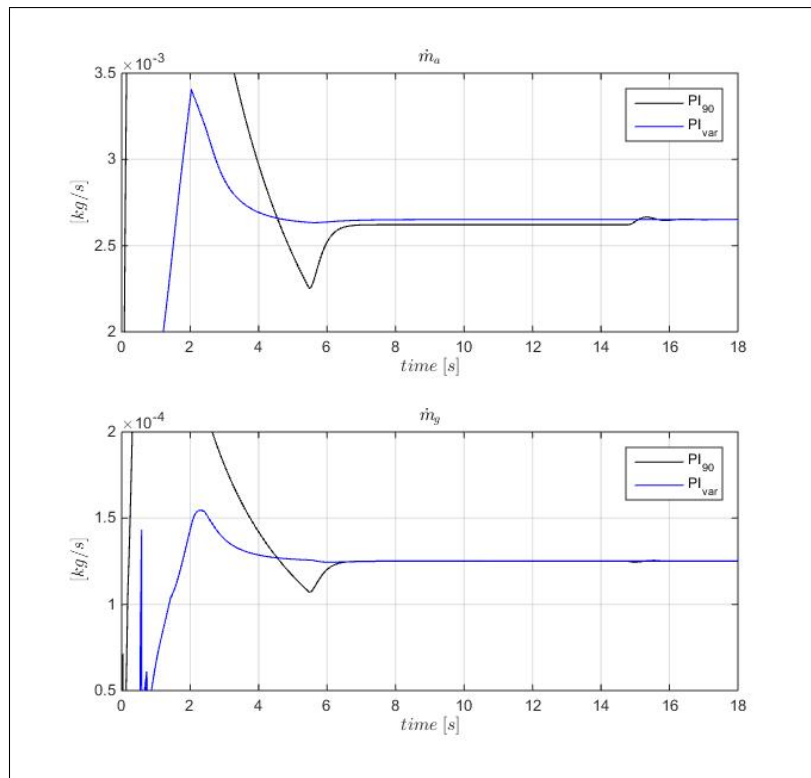 ×10⁻³
ṁₐ
3.5
3
2.5
2
[kg/s]
PI₉₀
PIᵥₐᵣ
0 2 4 6 8 10 12 14 16 18
time [s]
×10⁻⁴
ṁ_g
2
1.5
1
0.5
[kg/s]
PI₉₀
PIᵥₐᵣ
0 2 4 6 8 10 12 14 16 18
time [s]